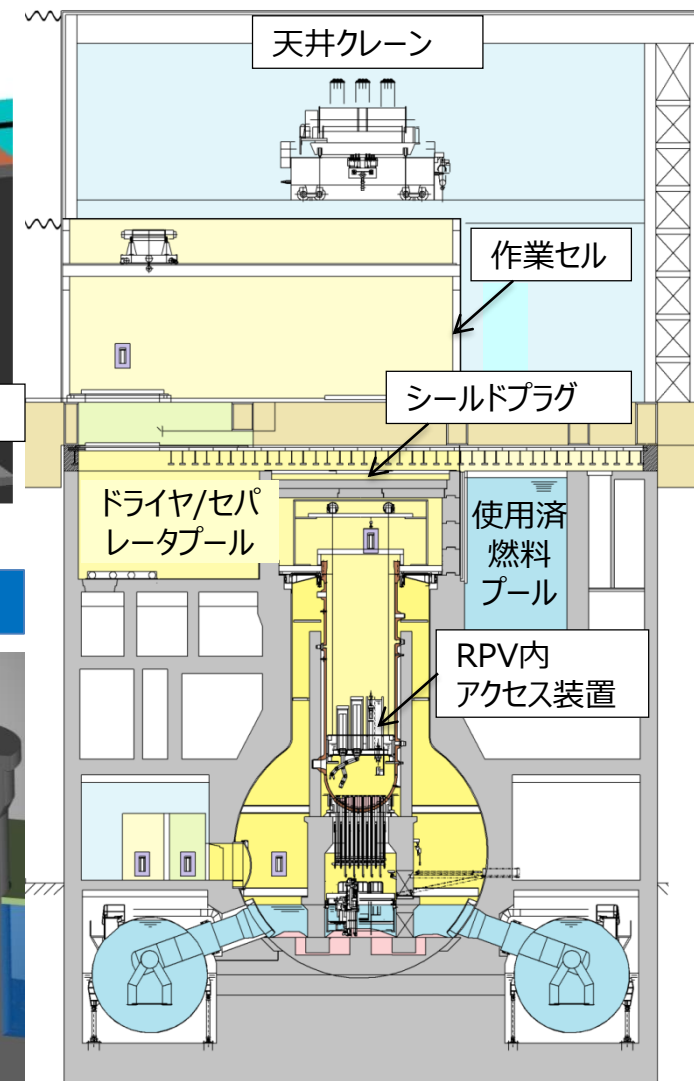 天井クレーン
作業セル
シールドプラグ
ドライヤ/セパ
レータプール
使用済
燃料
プール
RPV内
アクセス装置